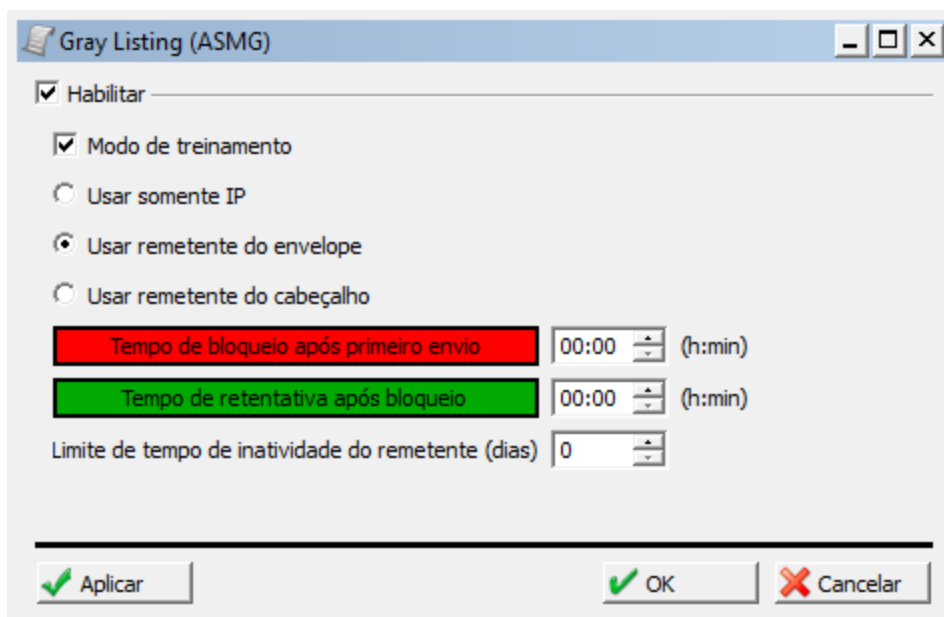 Gray Listing (ASMG)
Habilitar
Modo de treinamento
Usar somente IP
Usar remetente do envelope
Usar remetente do cabeçalho
Tempo de bloqueio após primeiro envio 00:00 (h:min)
Tempo de retentativa após bloqueio 00:00 (h:min)
Limite de tempo de inatividade do remetente (dias) 0
Aplicar OK Cancelar